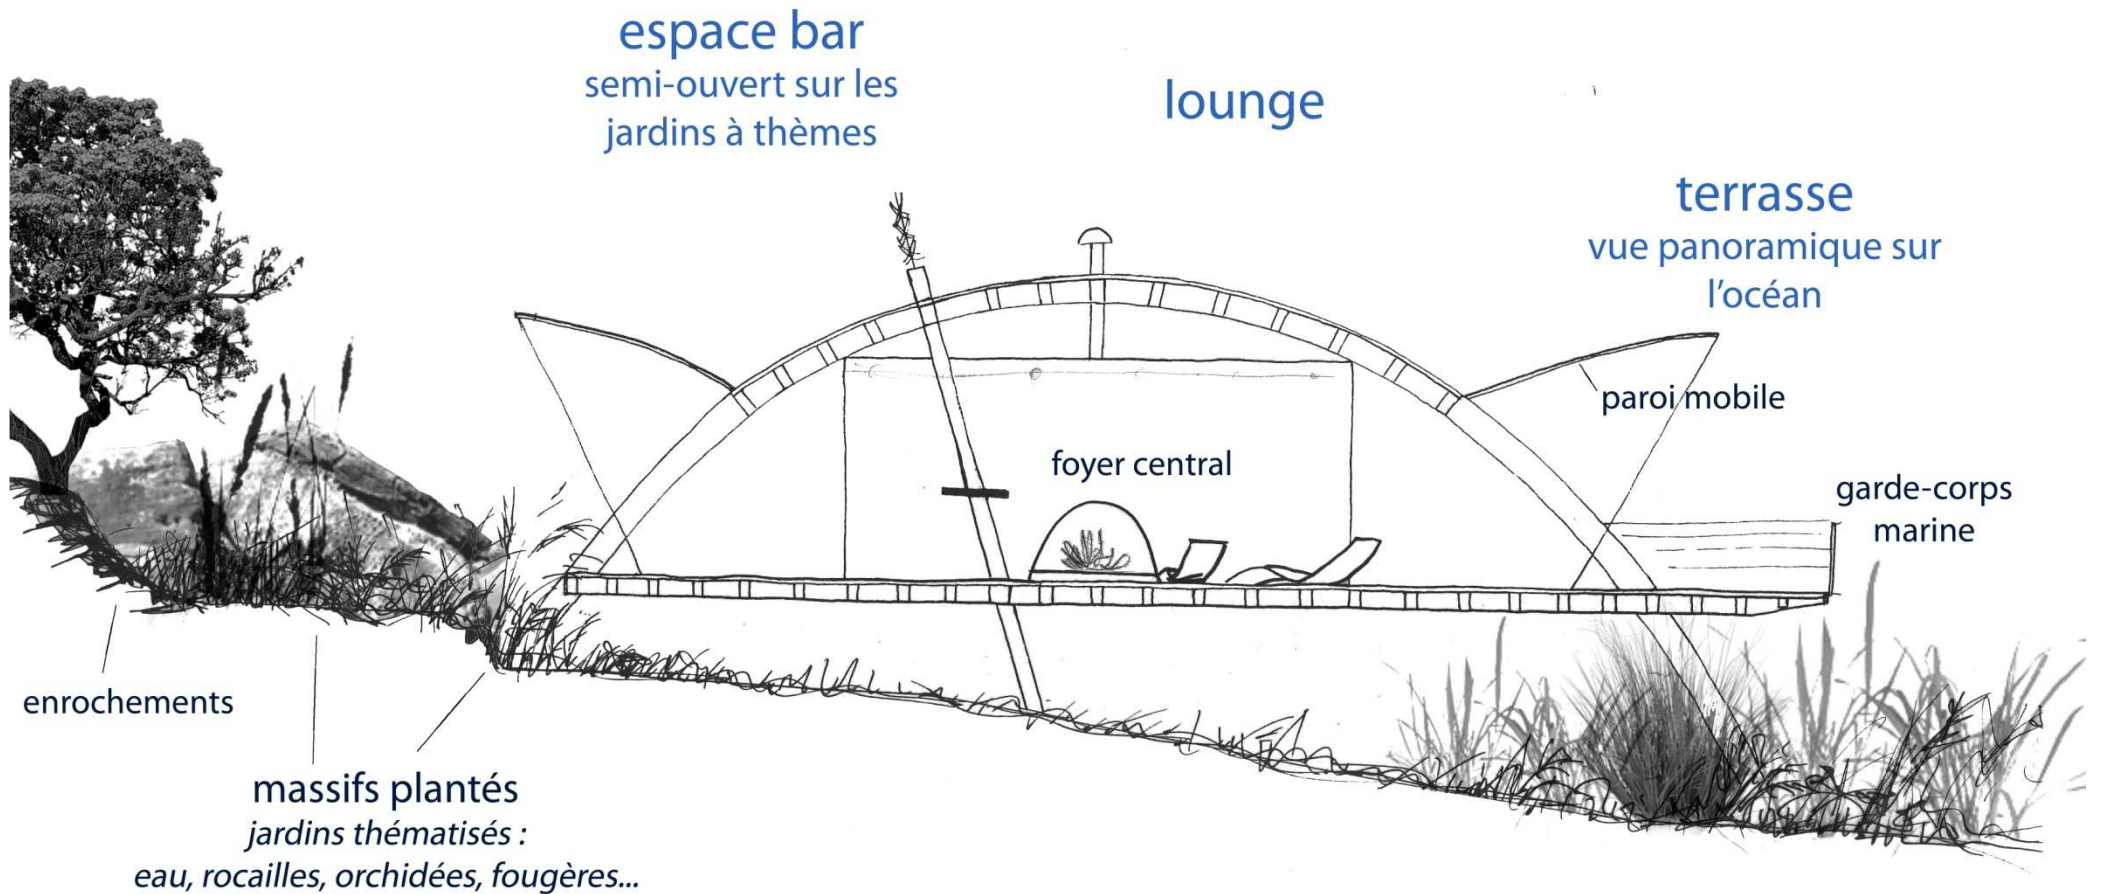 espace bar
semi-ouvert sur les
jardins à thèmes
lounge
terrasse
vue panoramique sur
l'océan
paroi mobile
foyer central
garde-corps
marine
enrochements
massifs plantés
jardins thématisés :
eau, rocailles, orchidées, fougères...